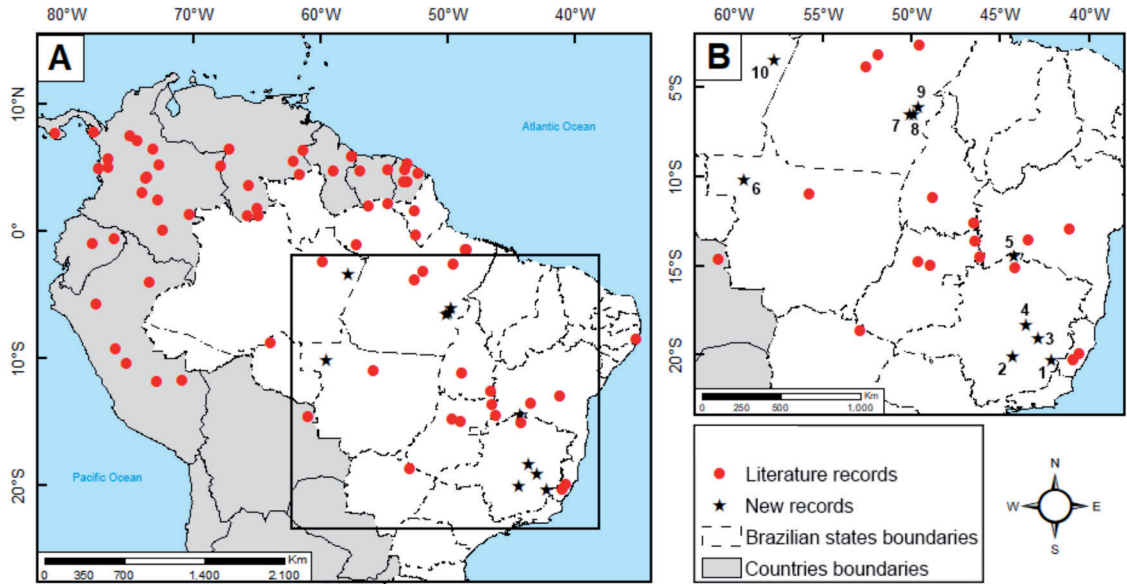 80°W 70°W 60°W 50°W 40°W
A
10°N
0°
10°S
20°S
Atlantic Ocean
Pacific Ocean
Km
0 350 700 1.400 2.100
60°W 55°W 50°W 45°W 40°W
B
5°S
10°S
15°S
20°S
10
9
7 8
6
5
4
3
2 1
Km
0 250 500 1.000
Literature records
New records
Brazilian states boundaries
Countries boundaries
N
W E
S